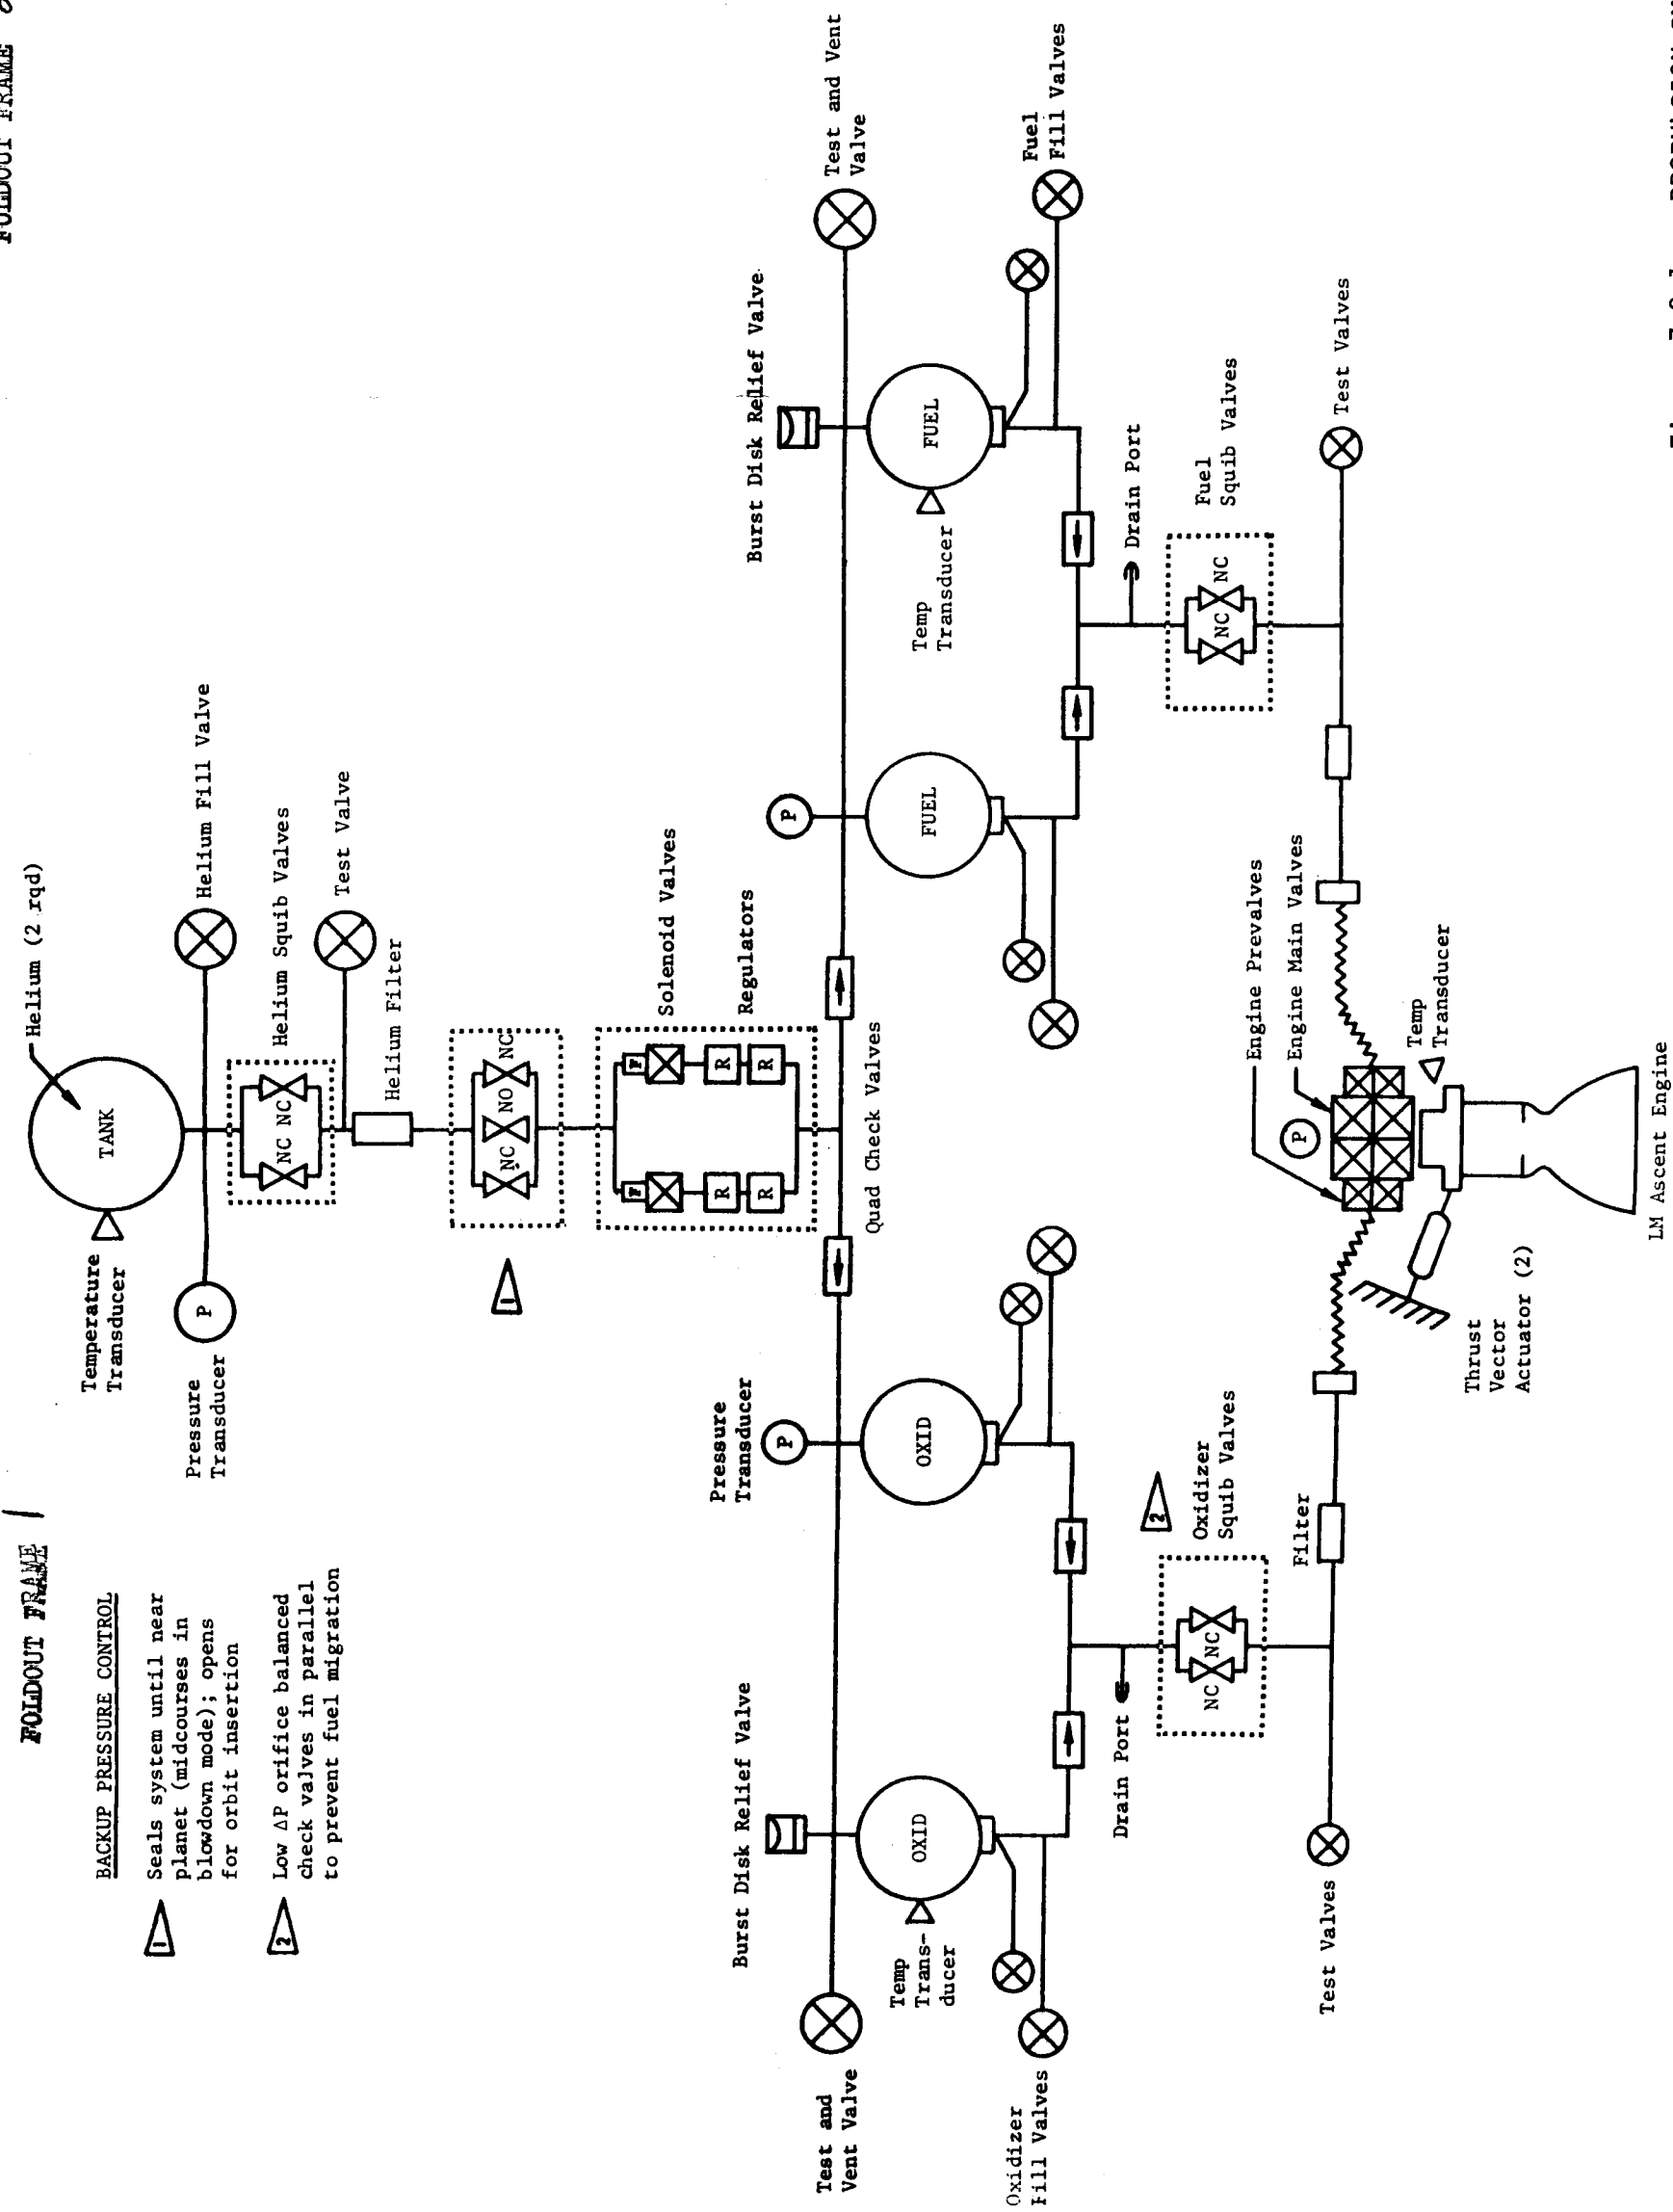 FOLDOUT FRAME 1
FOLDOUT FRAME
BACKUP PRESSURE CONTROL
1
Seals system until near
planet (midcourses in
blowdown mode); opens
for orbit insertion
2
Low ΔP orifice balanced
check valves in parallel
to prevent fuel migration
Helium (2 rqd)
TANK
Temperature
Transducer
Pressure
Transducer
P
Helium Fill Valve
Helium Squib Valves
NC NC
Test Valve
Helium Filter
1
NC NO NC
Solenoid Valves
F
F
Regulators
R
R
R
R
Quad Check Valves
Test and
Vent Valve
Burst Disk Relief Valve
Pressure
Transducer
P
P
Burst Disk Relief Valve
Test and Vent
Valve
OXID
OXID
FUEL
FUEL
Temp
Trans-
ducer
Temp
Transducer
Oxidizer
Fill Valves
Fuel
Fill Valves
Drain Port
Drain Port
2
Oxidizer
Squib Valves
NC NC
Fuel
Squib Valves
NC NC
Test Valves
Filter
Test Valves
Engine Prevalves
Engine Main Valves
P
Temp
Transducer
Thrust
Vector
Actuator (2)
LM Ascent Engine